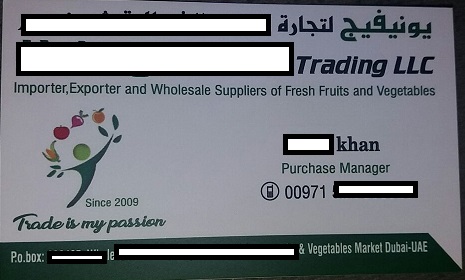 يونيفيج لتجارة
Trading LLC
Importer,Exporter and Wholesale Suppliers of Fresh Fruits and Vegetables
khan
Purchase Manager
00971
Since 2009
Trade is my passion
P.o.box: & Vegetables Market Dubai-UAE